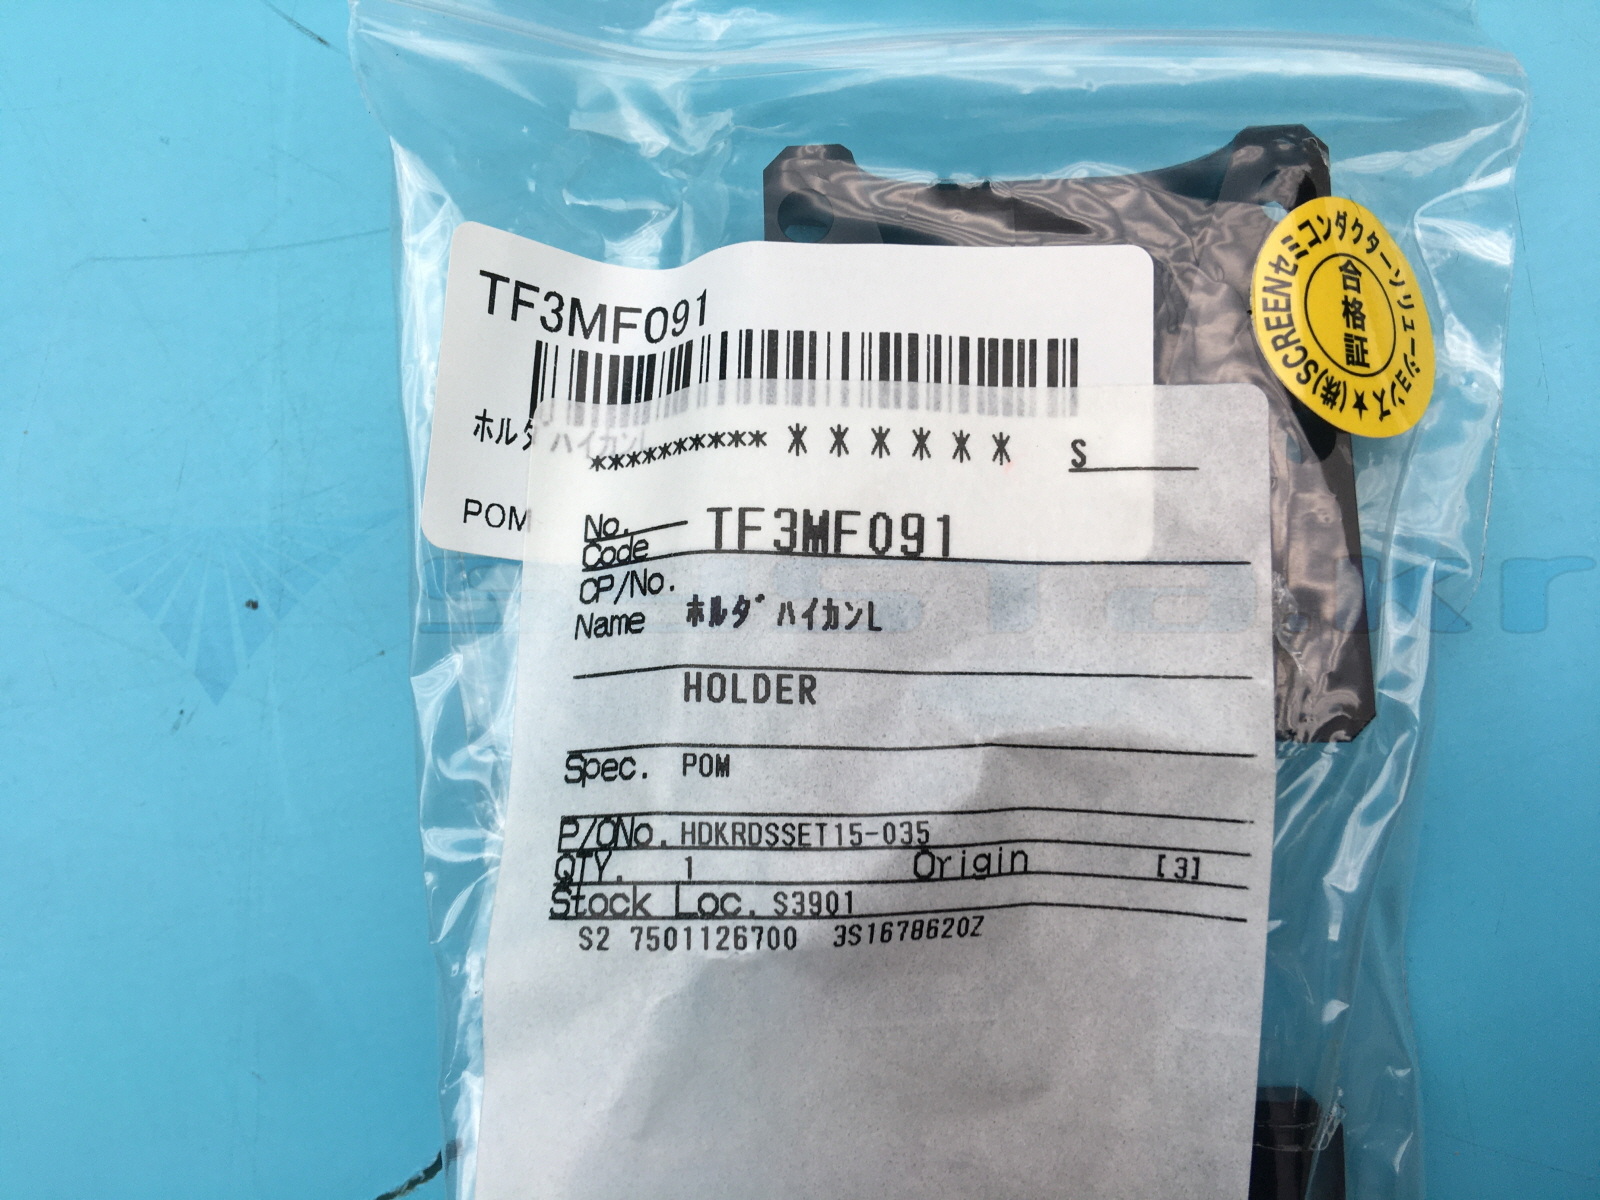 TF3MF091
ホルダハイカンL
POM
(株)SCREENセミコンダクターソリューションズ★
合格証
**************** S
No.
Code TF3MF091
CP/No.
Name ホルダハイカンL
HOLDER
Spec. POM
P/ONo. HDKRDSSET15-035
QTY. 1 Origin [3]
Stock Loc. S3901
S2 7501126700 3S1678620Z